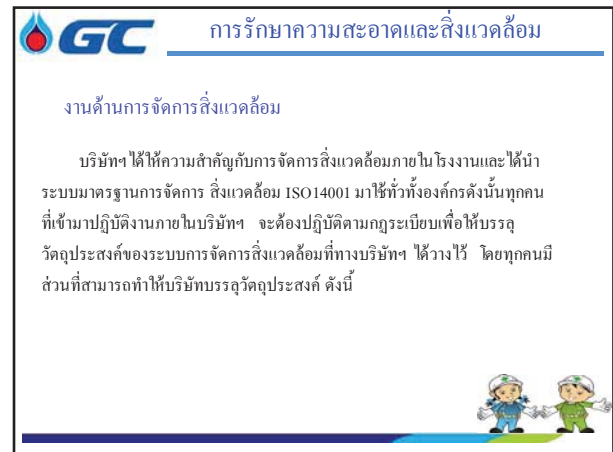 GC
การรักษาความสะอาดและสิ่งแวดล้อม
งานด้านการจัดการสิ่งแวดล้อม
บริษัทฯ ได้ให้ความสำคัญกับการจัดการสิ่งแวดล้อมภายในโรงงานและได้นำ
ระบบมาตรฐานการจัดการ สิ่งแวดล้อม ISO14001 มาใช้ทั่วทั้งองค์กรดังนั้นทุกคน
ที่เข้ามาปฏิบัติงานภายในบริษัทฯ จะต้องปฏิบัติตามกฎระเบียบเพื่อให้บรรลุ
วัตถุประสงค์ของระบบการจัดการสิ่งแวดล้อมที่ทางบริษัทฯ ได้วางไว้ โดยทุกคนมี
ส่วนที่สามารถทำให้บริษัทบรรลุวัตถุประสงค์ ดังนี้